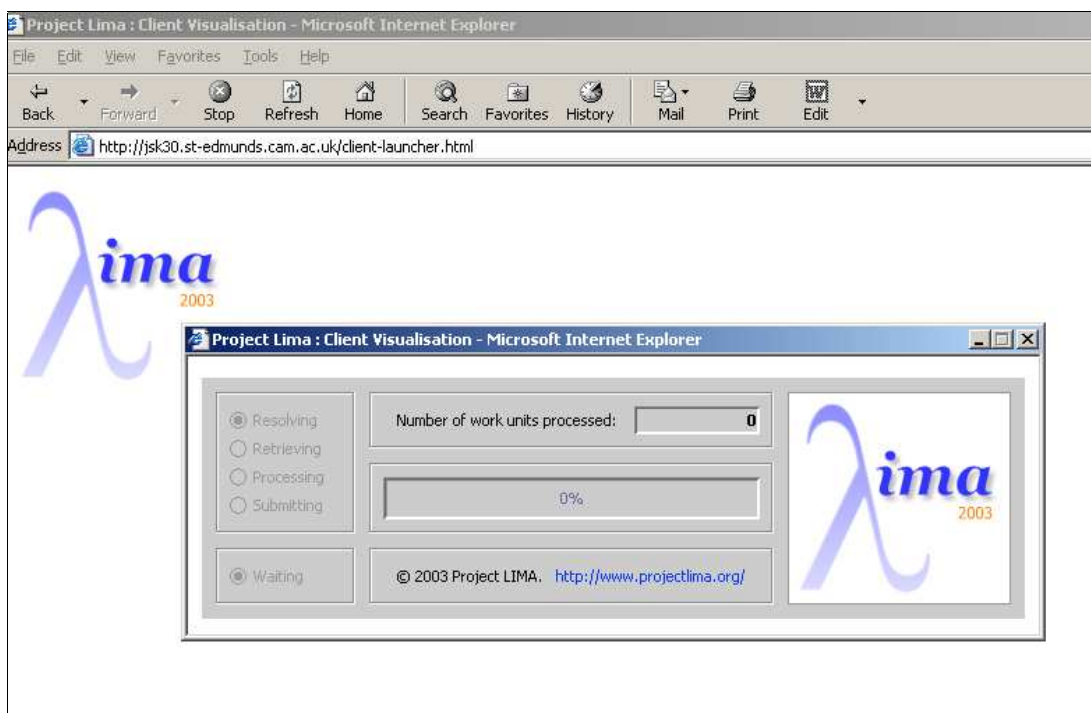 Project Lima : Client Visualisation - Microsoft Internet Explorer
File Edit View Favorites Tools Help
Back Forward Stop Refresh Home Search Favorites History Mail Print Edit
Address http://jsk30.st-edmunds.cam.ac.uk/client-launcher.html
λima
2003
Project Lima : Client Visualisation - Microsoft Internet Explorer
Resolving
Retrieving
Processing
Submitting
Waiting
Number of work units processed: 0
0%
© 2003 Project LIMA. http://www.projectlima.org/
λima
2003